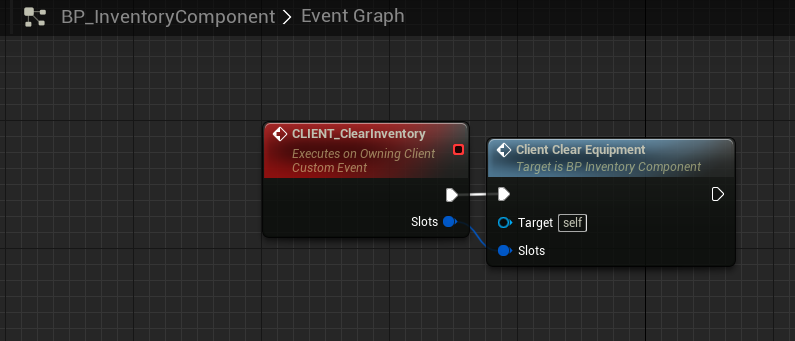 BP_InventoryComponent > Event Graph
CLIENT_ClearInventory
Executes on Owning Client
Custom Event
Slots
Client Clear Equipment
Target is BP Inventory Component
Target self
Slots